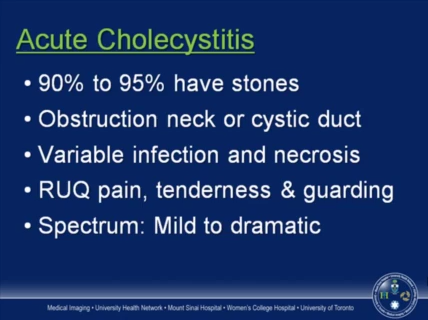 Acute Cholecystitis
• 90% to 95% have stones
• Obstruction neck or cystic duct
• Variable infection and necrosis
• RUQ pain, tenderness & guarding
• Spectrum: Mild to dramatic
Medical Imaging • University Health Network • Mount Sinai Hospital • Women's College Hospital • University of Toronto